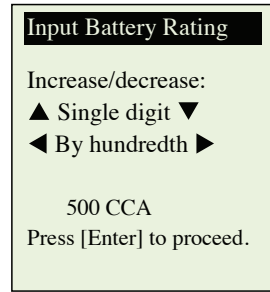 Input Battery Rating
Increase/decrease:
▲ Single digit ▼
◀ By hundredth ▶
500 CCA
Press [Enter] to proceed.